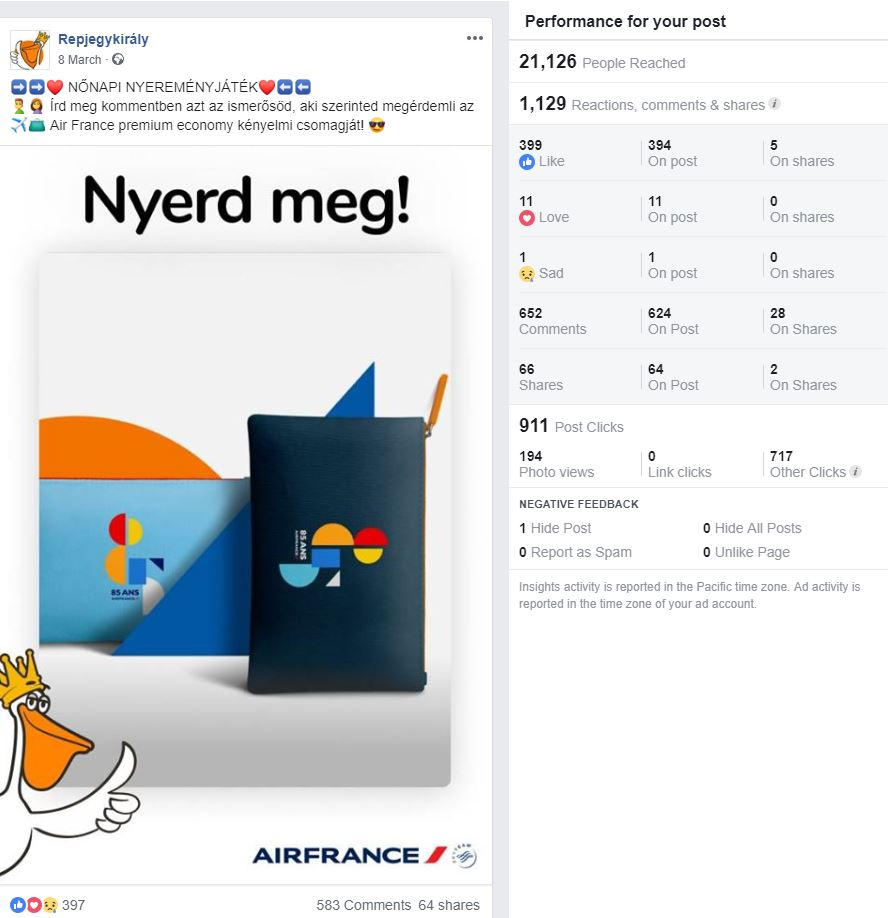 Repjegykirály
8 March ·
NŐNAPI NYEREMÉNYJÁTÉK
Írd meg kommentben azt az ismerősöd, aki szerinted megérdemli az
Air France premium economy kényelmi csomagját!
Nyerd meg!
85 ANS
AIRFRANCE
85 ANS
AIRFRANCE
AIRFRANCE
397
583 Comments 64 shares
Performance for your post
21,126 People Reached
1,129 Reactions, comments & shares
399
Like
394
On post
5
On shares
11
Love
11
On post
0
On shares
1
Sad
1
On post
0
On shares
652
Comments
624
On Post
28
On Shares
66
Shares
64
On Post
2
On Shares
911 Post Clicks
194
Photo views
0
Link clicks
717
Other Clicks
NEGATIVE FEEDBACK
1 Hide Post
0 Hide All Posts
0 Report as Spam
0 Unlike Page
Insights activity is reported in the Pacific time zone. Ad activity is
reported in the time zone of your ad account.